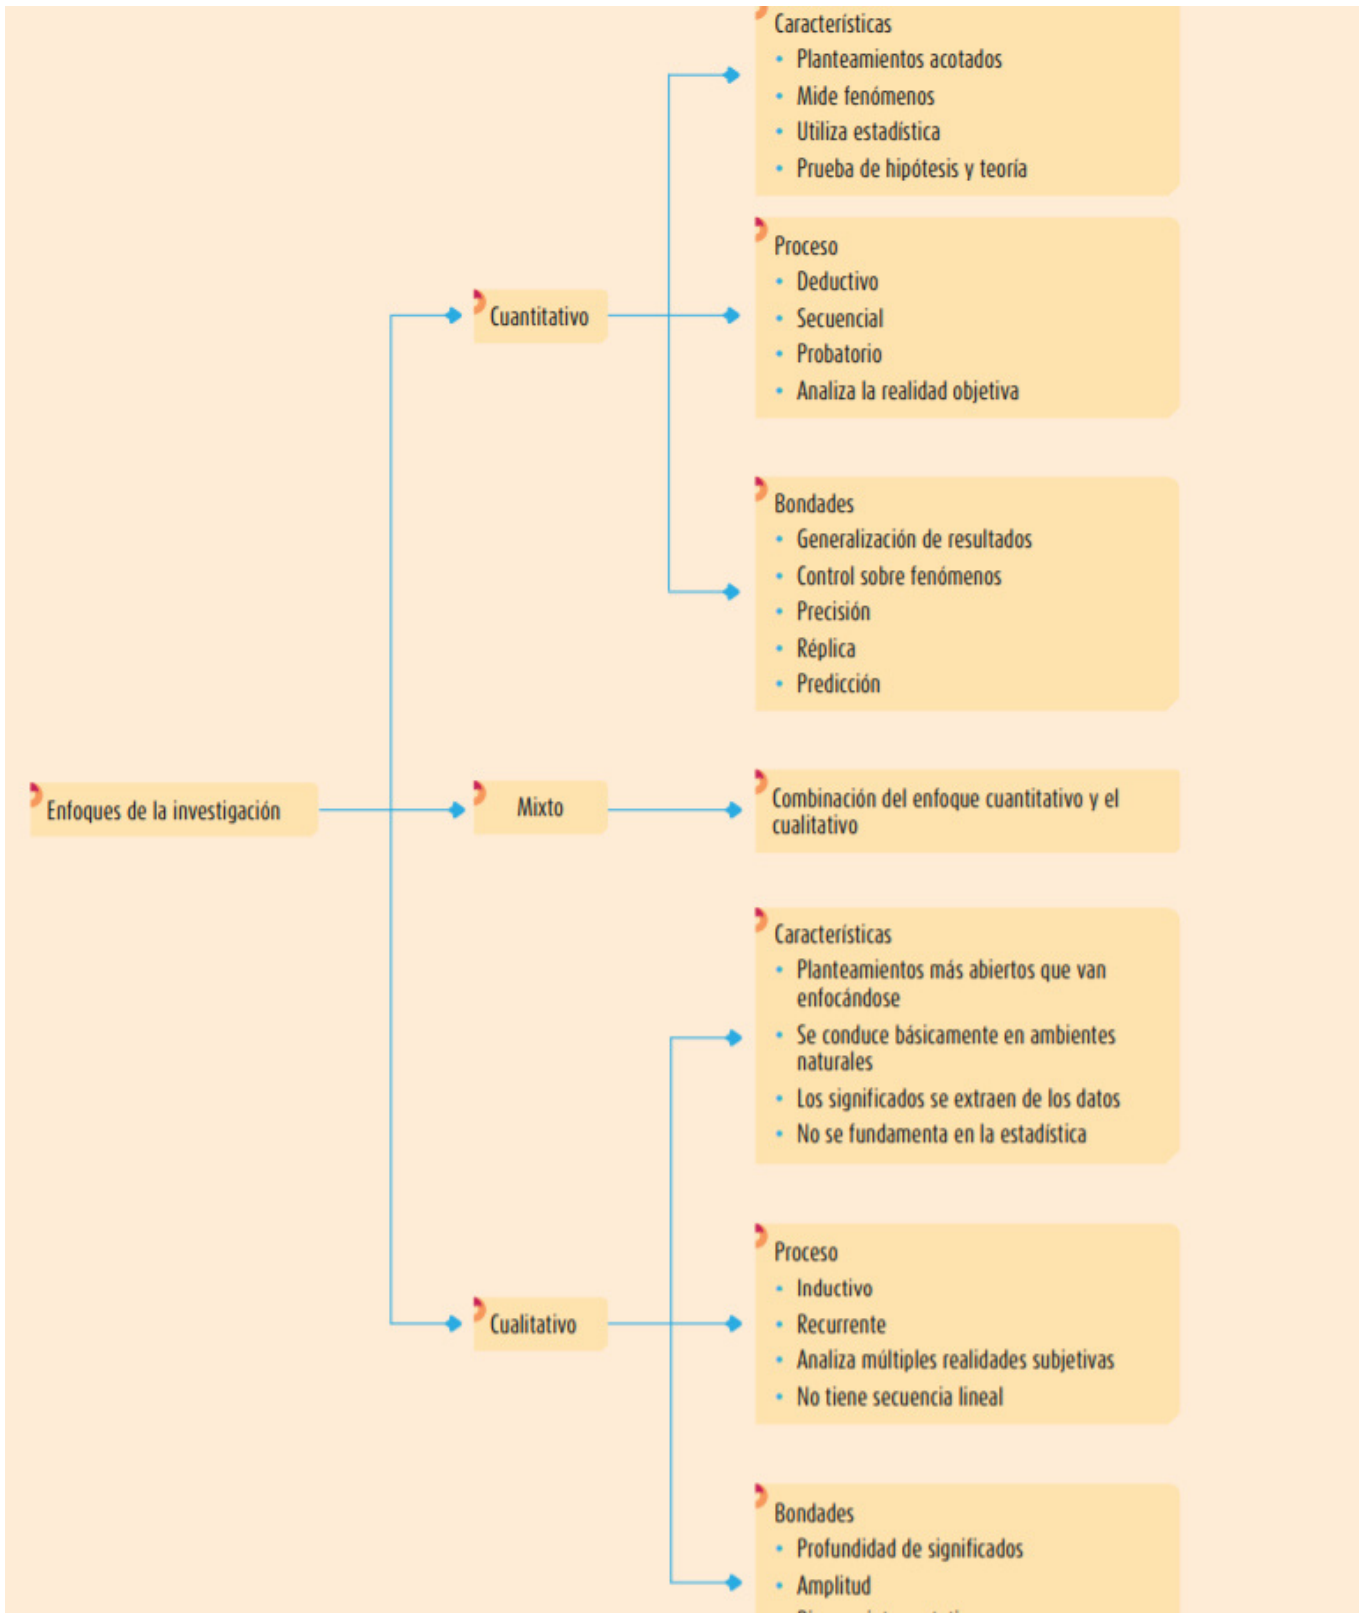 Características
• Planteamientos acotados
• Mide fenómenos
• Utiliza estadística
• Prueba de hipótesis y teoría
Proceso
• Deductivo
• Secuencial
• Probatorio
• Analiza la realidad objetiva
Cuantitativo
Bondades
• Generalización de resultados
• Control sobre fenómenos
• Precisión
• Réplica
• Predicción
Enfoques de la investigación
Mixto
Combinación del enfoque cuantitativo y el
cualitativo
Características
• Planteamientos más abiertos que van
enfocándose
• Se conduce básicamente en ambientes
naturales
• Los significados se extraen de los datos
• No se fundamenta en la estadística
Proceso
• Inductivo
• Recurrente
• Analiza múltiples realidades subjetivas
• No tiene secuencia lineal
Cualitativo
Bondades
• Profundidad de significados
• Amplitud